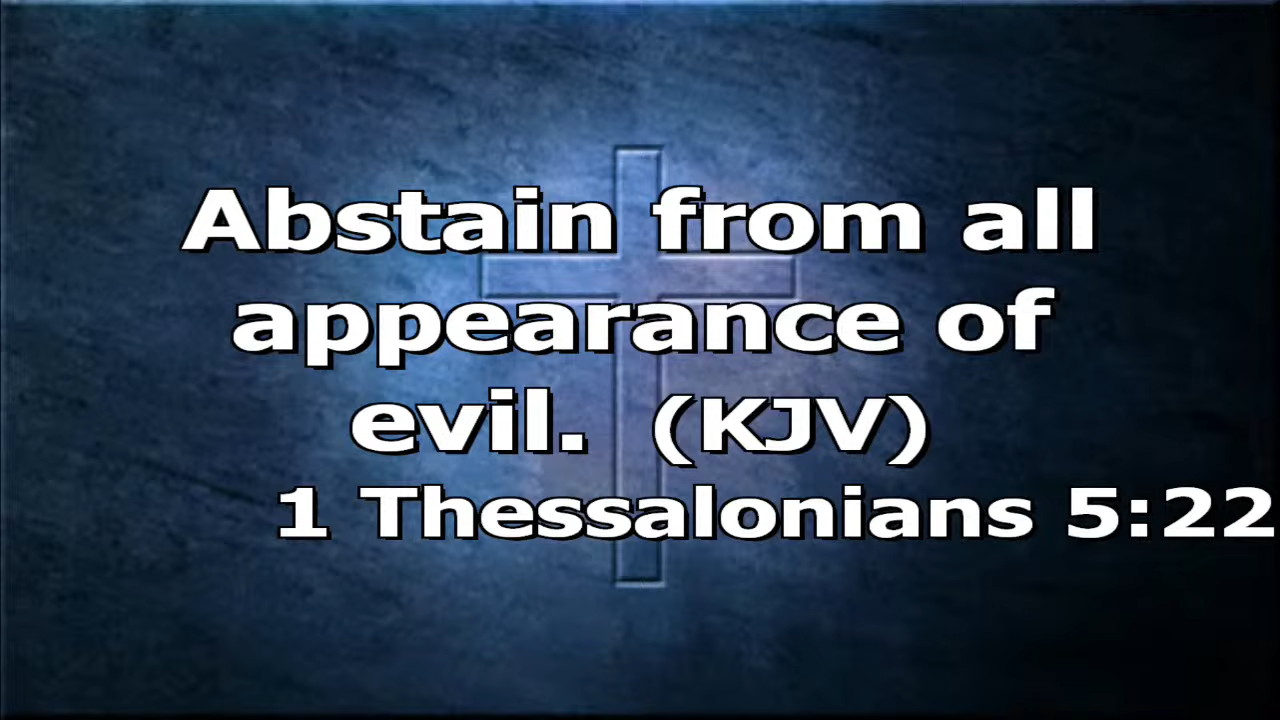 Abstain from all
appearance of
evil. (KJV)
1 Thessalonians 5:22